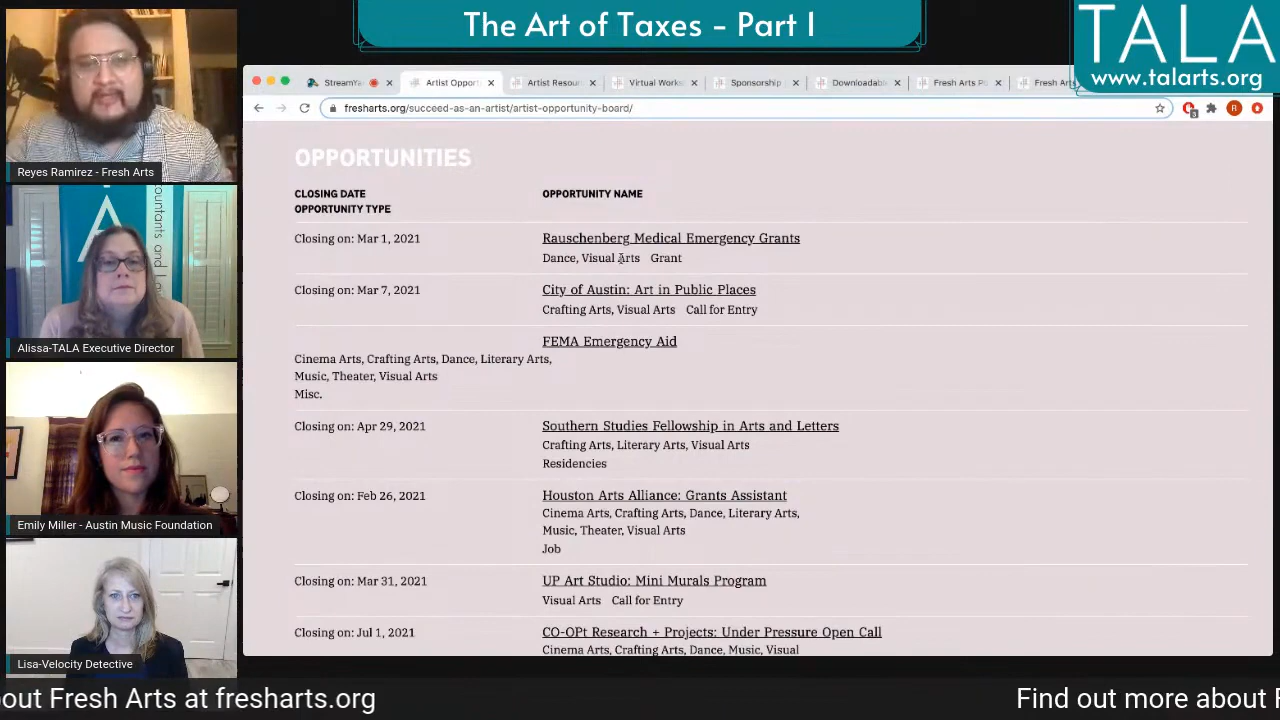 The Art of Taxes - Part I
TALA
www.talarts.org
Reyes Ramirez - Fresh Arts
Alissa-TALA Executive Director
Emily Miller - Austin Music Foundation
Lisa-Velocity Detective
StreamYa
Artist Opport
Artist Resour
Virtual Works
Sponsorship
Downloadabl
Fresh Arts Po
Fresh Art
fresharts.org/succeed-as-an-artist/artist-opportunity-board/
OPPORTUNITIES
CLOSING DATE
OPPORTUNITY TYPE
OPPORTUNITY NAME
Closing on: Mar 1, 2021
Rauschenberg Medical Emergency Grants
Dance, Visual Arts Grant
Closing on: Mar 7, 2021
City of Austin: Art in Public Places
Crafting Arts, Visual Arts Call for Entry
FEMA Emergency Aid
Cinema Arts, Crafting Arts, Dance, Literary Arts,
Music, Theater, Visual Arts
Misc.
Closing on: Apr 29, 2021
Southern Studies Fellowship in Arts and Letters
Crafting Arts, Literary Arts, Visual Arts
Residencies
Closing on: Feb 26, 2021
Houston Arts Alliance: Grants Assistant
Cinema Arts, Crafting Arts, Dance, Literary Arts,
Music, Theater, Visual Arts
Job
Closing on: Mar 31, 2021
UP Art Studio: Mini Murals Program
Visual Arts Call for Entry
Closing on: Jul 1, 2021
CO-OPt Research + Projects: Under Pressure Open Call
Cinema Arts, Crafting Arts, Dance, Music, Visual
out Fresh Arts at fresharts.org
Find out more about